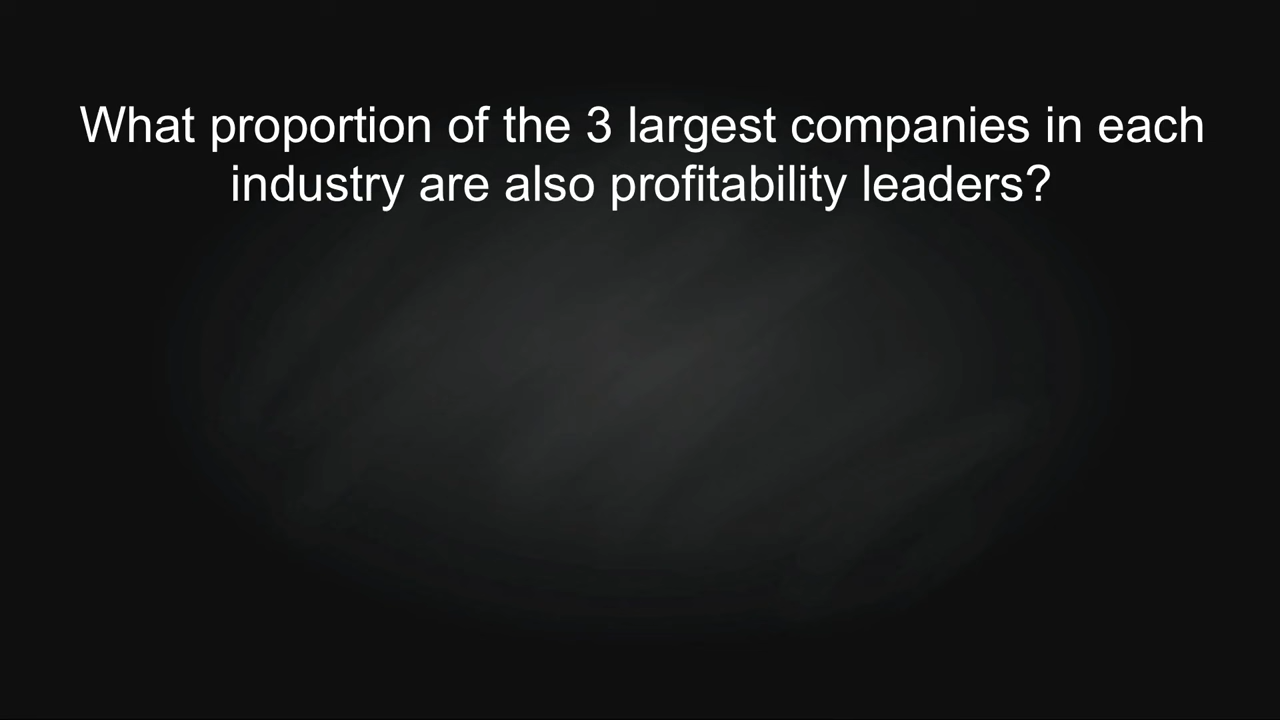 What proportion of the 3 largest companies in each
industry are also profitability leaders?